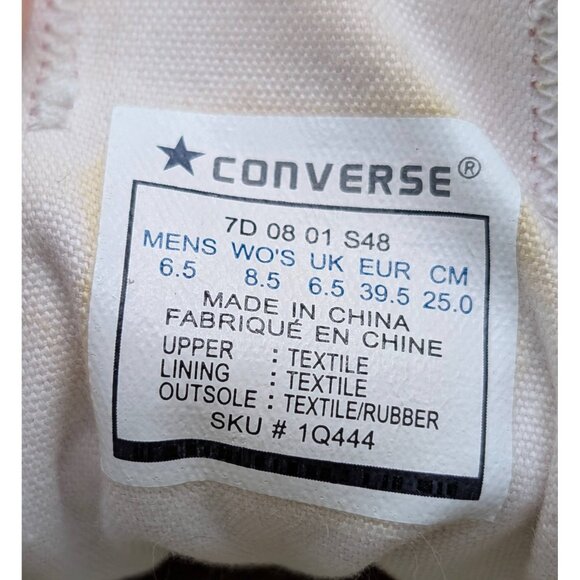 CONVERSE®
7D 08 01 S48
MENS WO'S UK EUR CM
6.5 8.5 6.5 39.5 25.0
MADE IN CHINA
FABRIQUÉ EN CHINE
UPPER : TEXTILE
LINING : TEXTILE
OUTSOLE : TEXTILE/RUBBER
SKU # 1Q444